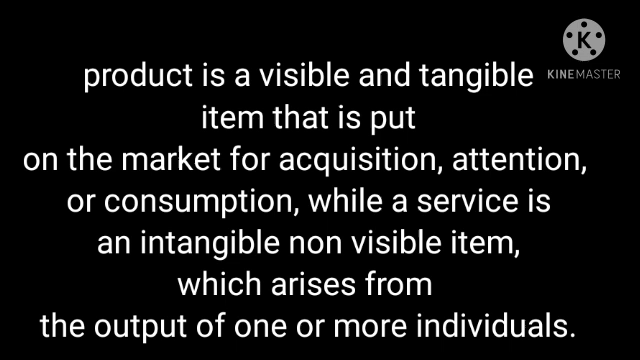 KINEMASTER
product is a visible and tangible
item that is put
on the market for acquisition, attention,
or consumption, while a service is
an intangible non visible item,
which arises from
the output of one or more individuals.